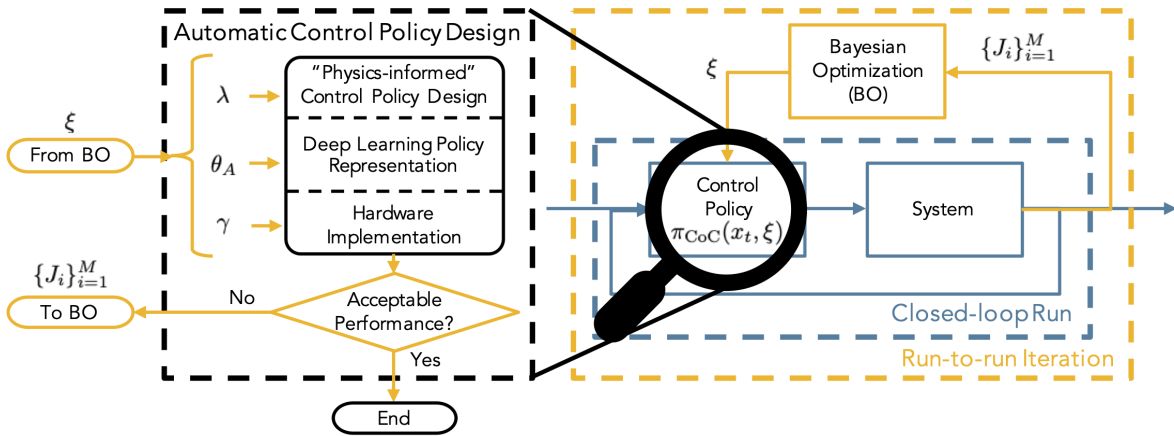 Automatic Control Policy Design
ξ
From BO
λ
θ_A
γ
"Physics-informed"
Control Policy Design
Deep Learning Policy
Representation
Hardware
Implementation
{J_i}_{i=1}^M
To BO
No
Acceptable
Performance?
Yes
End
ξ
Bayesian
Optimization
(BO)
{J_i}_{i=1}^M
Control
Policy
π_CoC(x_t, ξ)
System
Closed-loop Run
Run-to-run Iteration